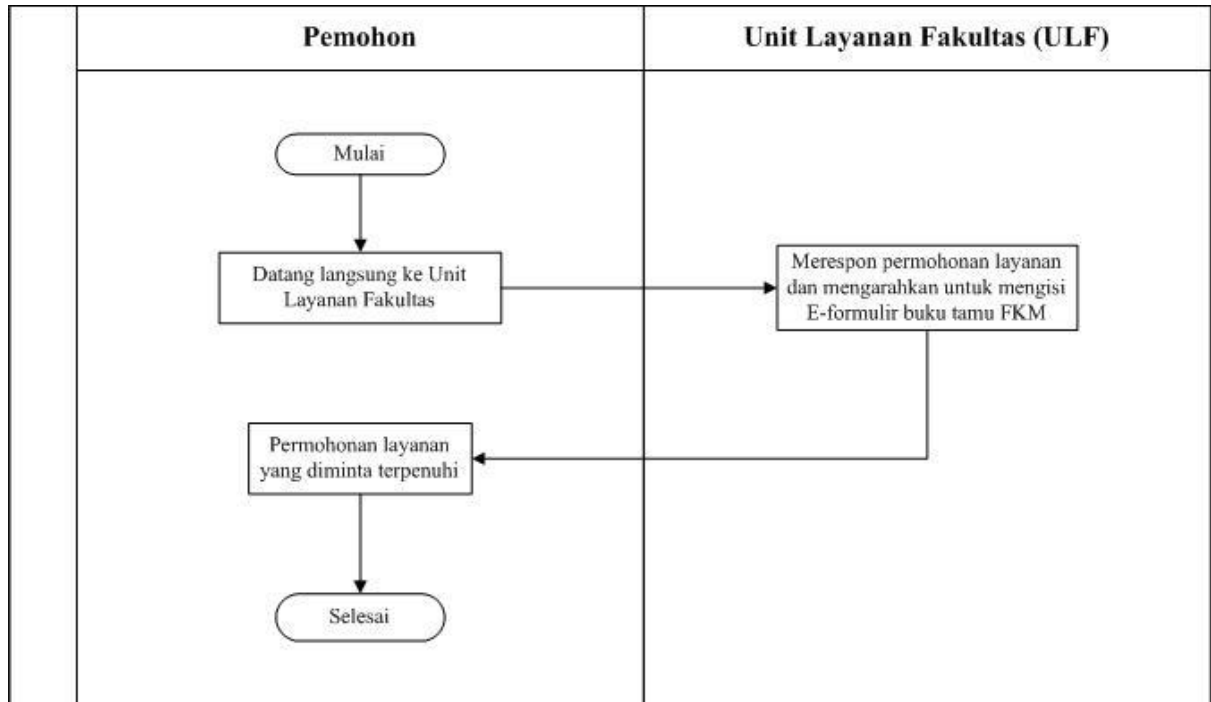 Pemohon
Unit Layanan Fakultas (ULF)
Mulai
Datang langsung ke Unit
Layanan Fakultas
Merespon permohonan layanan
dan mengarahkan untuk mengisi
E-formulir buku tamu FKM
Permohonan layanan
yang diminta terpenuhi
Selesai